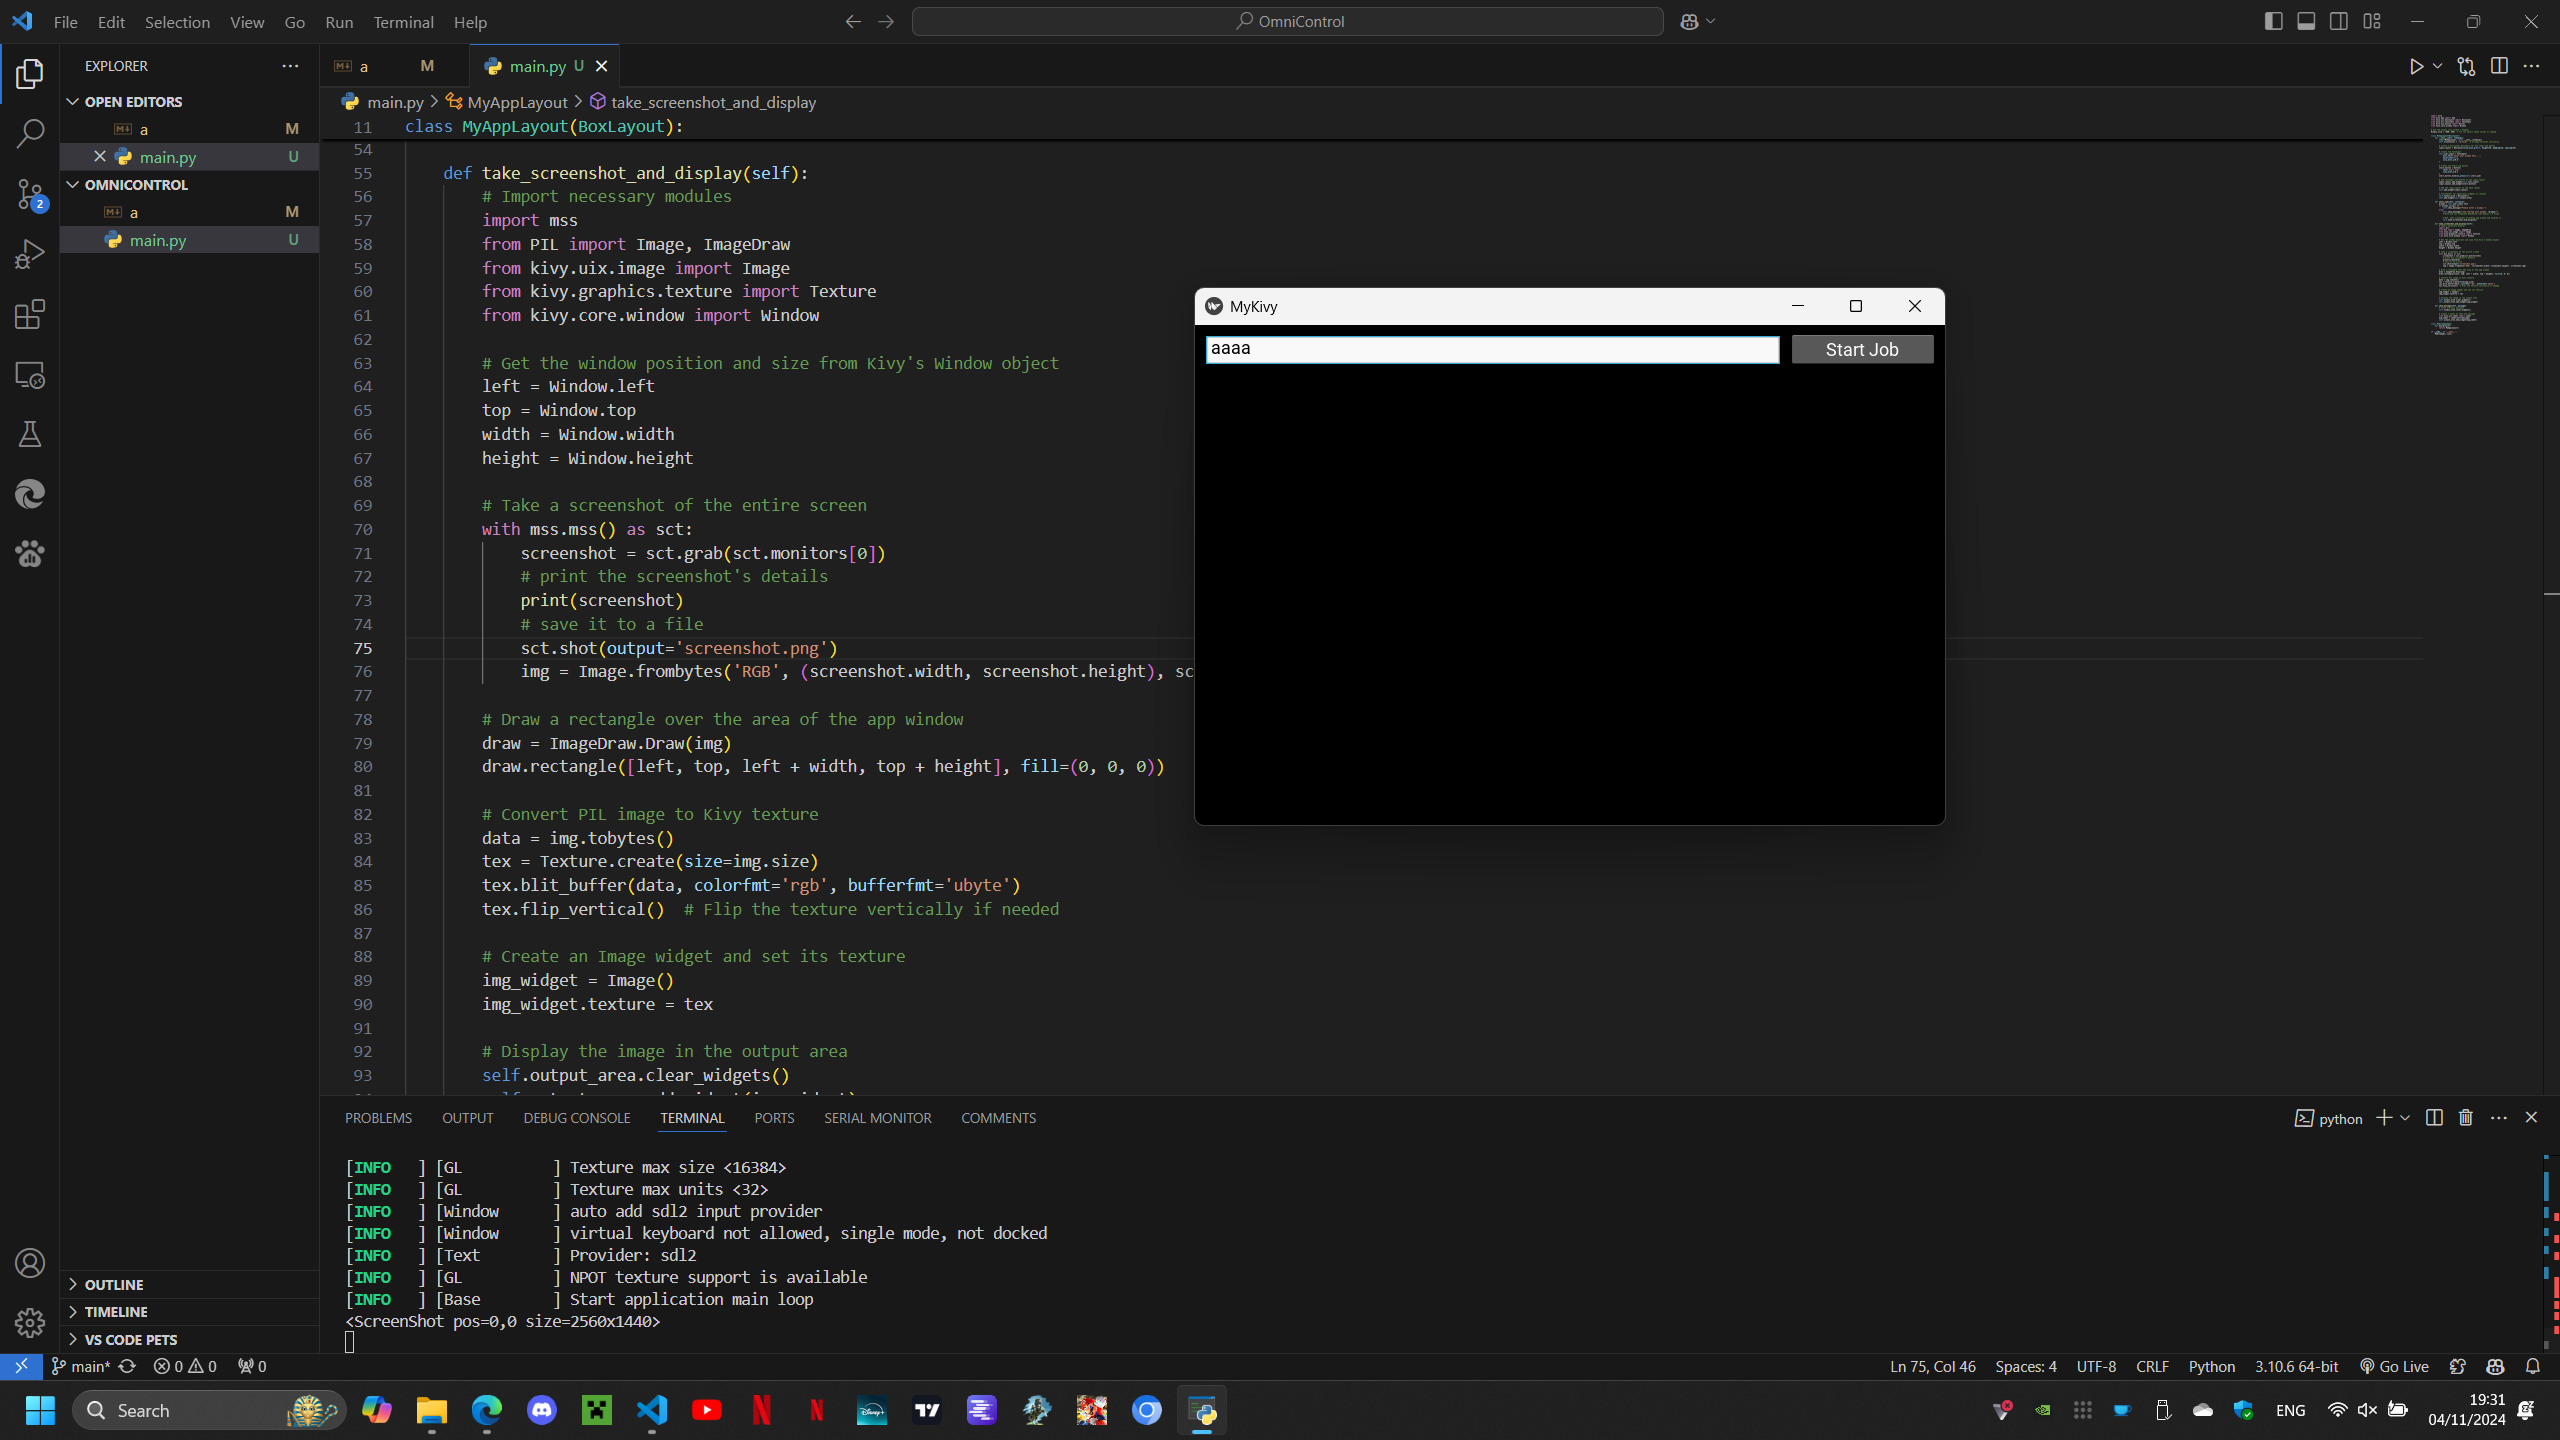 File Edit Selection View Go Run Terminal Help
OmniControl
EXPLORER
OPEN EDITORS
a M
main.py U
OMNICONTROL
a M
main.py U
OUTLINE
TIMELINE
VS CODE PETS
a M
main.py U
main.py > MyAppLayout > take_screenshot_and_display
11 class MyAppLayout(BoxLayout):
54
55 def take_screenshot_and_display(self):
56 # Import necessary modules
57 import mss
58 from PIL import Image, ImageDraw
59 from kivy.uix.image import Image
60 from kivy.graphics.texture import Texture
61 from kivy.core.window import Window
62
63 # Get the window position and size from Kivy's Window object
64 left = Window.left
65 top = Window.top
66 width = Window.width
67 height = Window.height
68
69 # Take a screenshot of the entire screen
70 with mss.mss() as sct:
71 screenshot = sct.grab(sct.monitors[0])
72 # print the screenshot's details
73 print(screenshot)
74 # save it to a file
75 sct.shot(output='screenshot.png')
76 img = Image.frombytes('RGB', (screenshot.width, screenshot.height), sc
77
78 # Draw a rectangle over the area of the app window
79 draw = ImageDraw.Draw(img)
80 draw.rectangle([left, top, left + width, top + height], fill=(0, 0, 0))
81
82 # Convert PIL image to Kivy texture
83 data = img.tobytes()
84 tex = Texture.create(size=img.size)
85 tex.blit_buffer(data, colorfmt='rgb', bufferfmt='ubyte')
86 tex.flip_vertical() # Flip the texture vertically if needed
87
88 # Create an Image widget and set its texture
89 img_widget = Image()
90 img_widget.texture = tex
91
92 # Display the image in the output area
93 self.output_area.clear_widgets()
MyKivy
aaaa Start Job
PROBLEMS OUTPUT DEBUG CONSOLE TERMINAL PORTS SERIAL MONITOR COMMENTS
python
[INFO ] [GL ] Texture max size <16384>
[INFO ] [GL ] Texture max units <32>
[INFO ] [Window ] auto add sdl2 input provider
[INFO ] [Window ] virtual keyboard not allowed, single mode, not docked
[INFO ] [Text ] Provider: sdl2
[INFO ] [GL ] NPOT texture support is available
[INFO ] [Base ] Start application main loop
<ScreenShot pos=0,0 size=2560x1440>
main* 0 0 0
Ln 75, Col 46 Spaces: 4 UTF-8 CRLF Python 3.10.6 64-bit Go Live
Search
ENG
19:31
04/11/2024